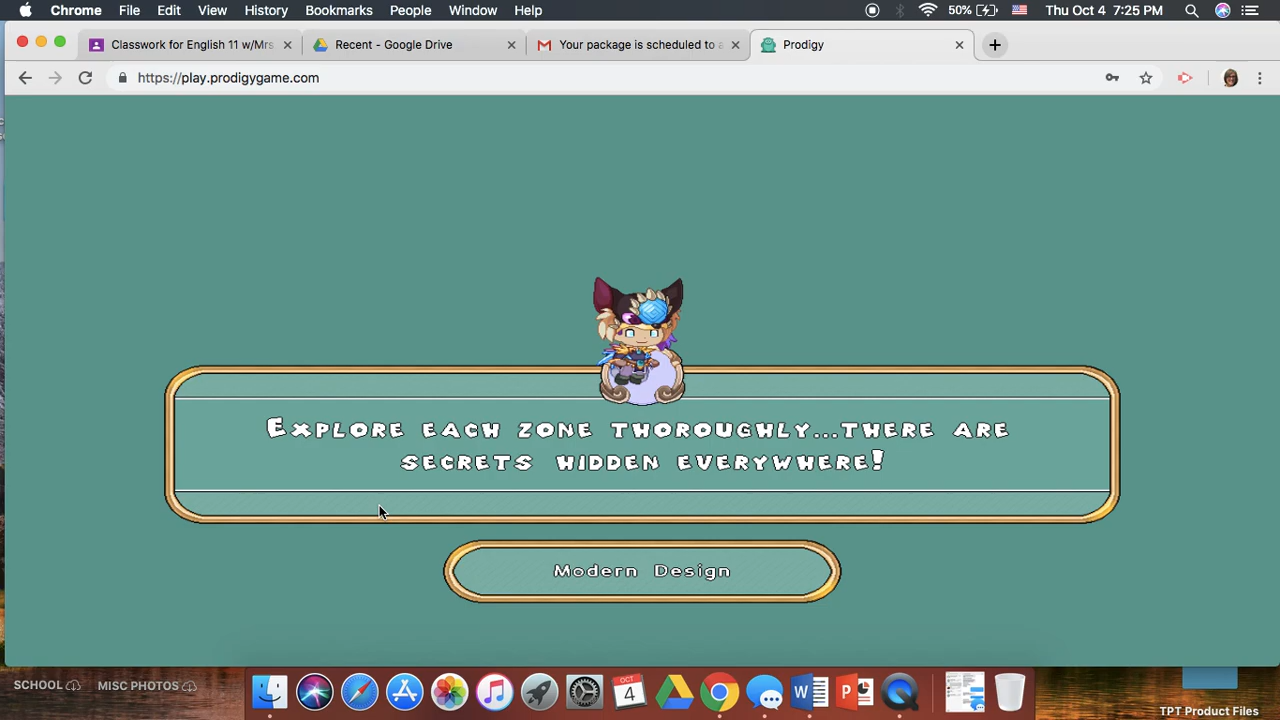 Chrome File Edit View History Bookmarks People Window Help 50% Thu Oct 4 7:25 PM
Classwork for English 11 w/Mrs Recent - Google Drive Your package is scheduled to a Prodigy
https://play.prodigygame.com
Explore each zone thoroughly...there are
secrets hidden everywhere!
Modern Design
SCHOOL MISC PHOTOS
OCT
4
TPT Product Files